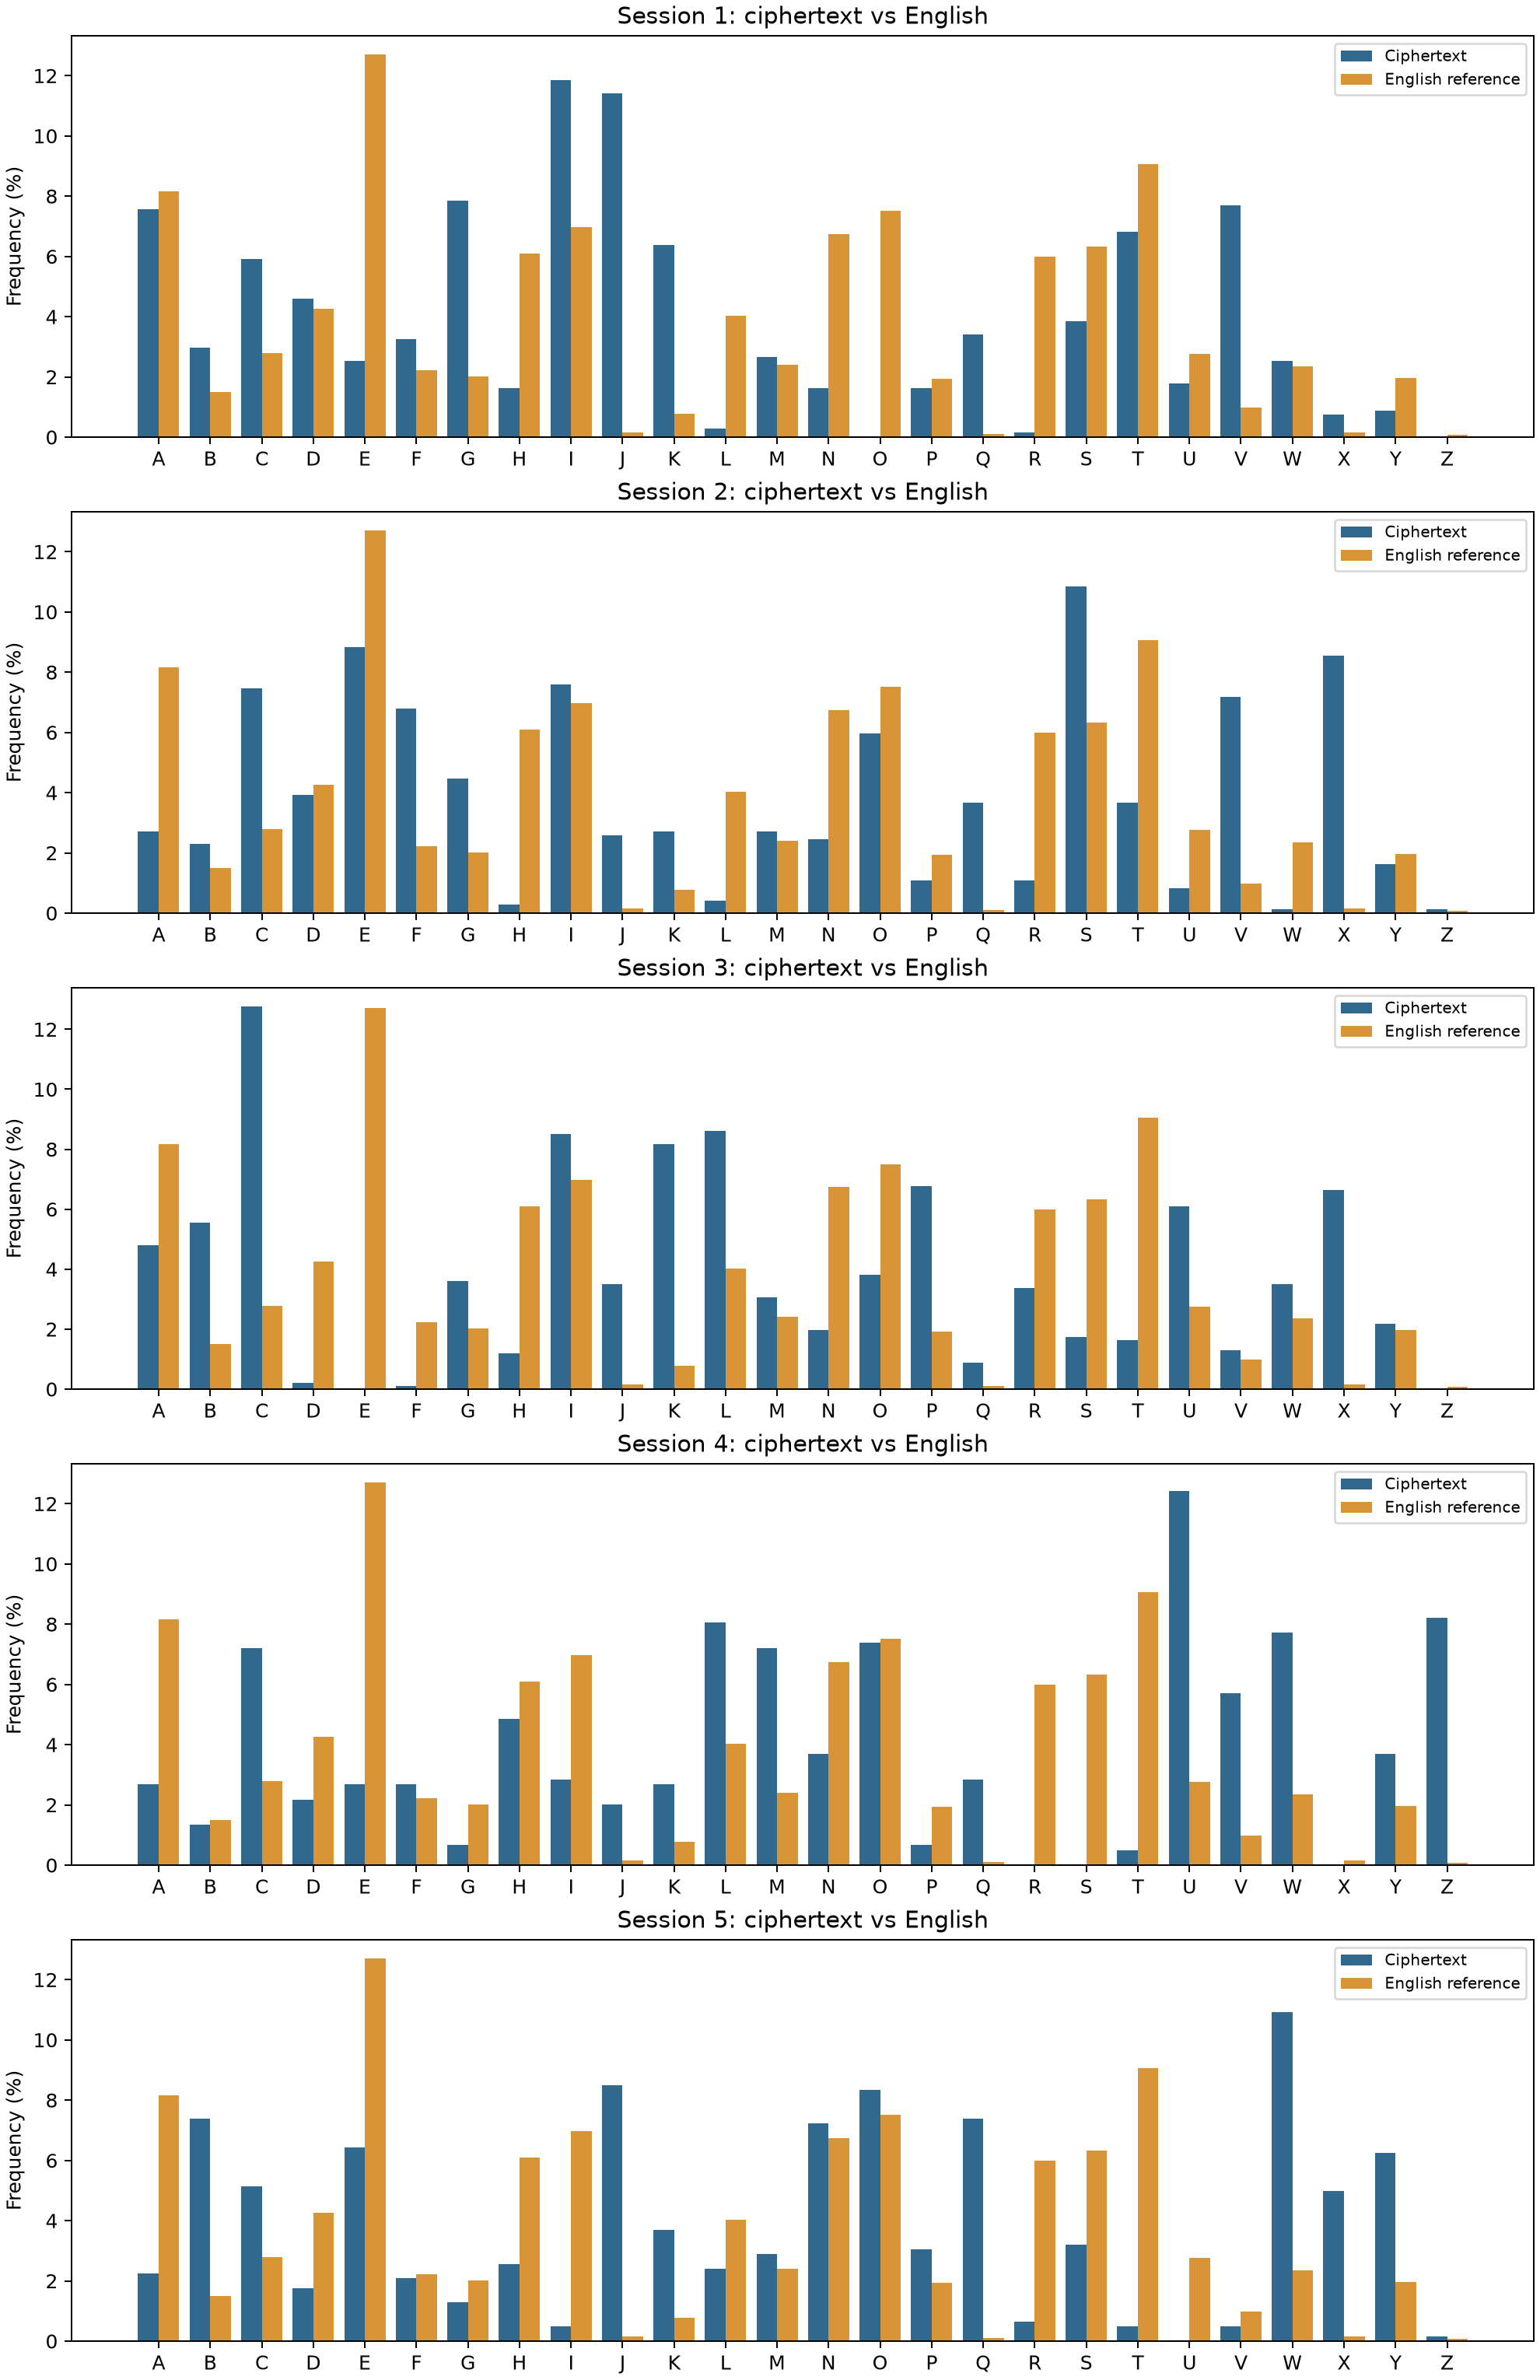 Session 1: ciphertext vs English
Ciphertext
English reference
Frequency (%)
12
10
8
6
4
2
0
A B C D E F G H I J K L M N O P Q R S T U V W X Y Z
Session 2: ciphertext vs English
Ciphertext
English reference
Frequency (%)
12
10
8
6
4
2
0
A B C D E F G H I J K L M N O P Q R S T U V W X Y Z
Session 3: ciphertext vs English
Ciphertext
English reference
Frequency (%)
12
10
8
6
4
2
0
A B C D E F G H I J K L M N O P Q R S T U V W X Y Z
Session 4: ciphertext vs English
Ciphertext
English reference
Frequency (%)
12
10
8
6
4
2
0
A B C D E F G H I J K L M N O P Q R S T U V W X Y Z
Session 5: ciphertext vs English
Ciphertext
English reference
Frequency (%)
12
10
8
6
4
2
0
A B C D E F G H I J K L M N O P Q R S T U V W X Y Z